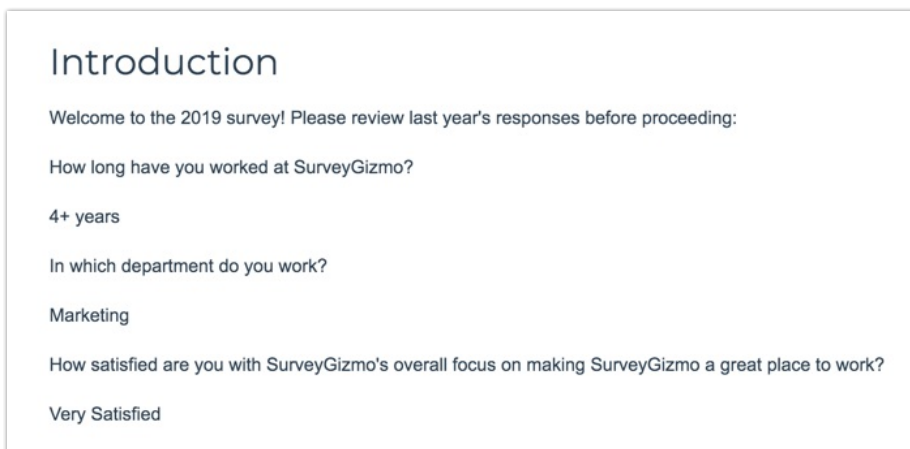 Introduction
Welcome to the 2019 survey! Please review last year's responses before proceeding:
How long have you worked at SurveyGizmo?
4+ years
In which department do you work?
Marketing
How satisfied are you with SurveyGizmo's overall focus on making SurveyGizmo a great place to work?
Very Satisfied